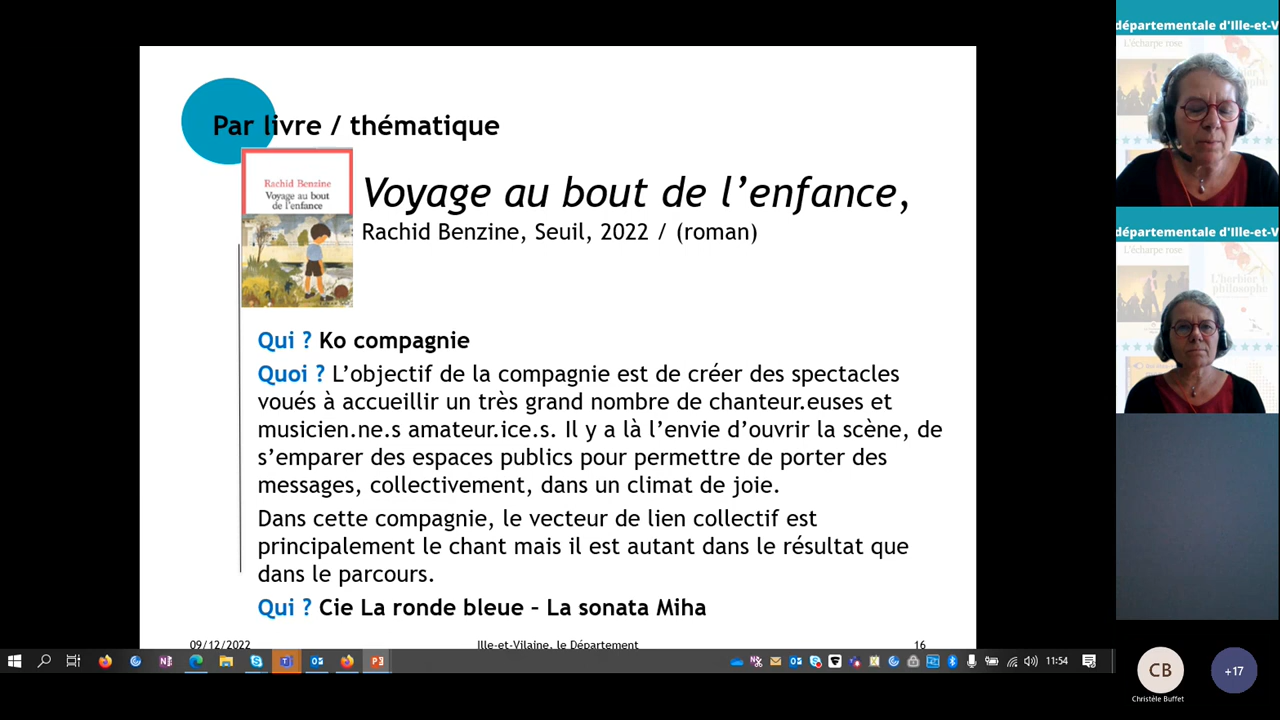 Par livre / thématique
Rachid Benzine
Voyage au bout
de l'enfance
Voyage au bout de l’enfance,
Rachid Benzine, Seuil, 2022 / (roman)
Qui ? Ko compagnie
Quoi ? L’objectif de la compagnie est de créer des spectacles
voués à accueillir un très grand nombre de chanteur.euses et
musicien.ne.s amateur.ice.s. Il y a là l’envie d’ouvrir la scène, de
s’emparer des espaces publics pour permettre de porter des
messages, collectivement, dans un climat de joie.
Dans cette compagnie, le vecteur de lien collectif est
principalement le chant mais il est autant dans le résultat que
dans le parcours.
Qui ? Cie La ronde bleue – La sonata Miha
09/12/2022
Ille-et-Vilaine, le Département
16
11:54
départementale d'Ille-et-V
L'écharpe rose
départementale d'Ille-et-V
L'écharpe rose
L'herbier
philosophe
CB
Christèle Buffet
+17